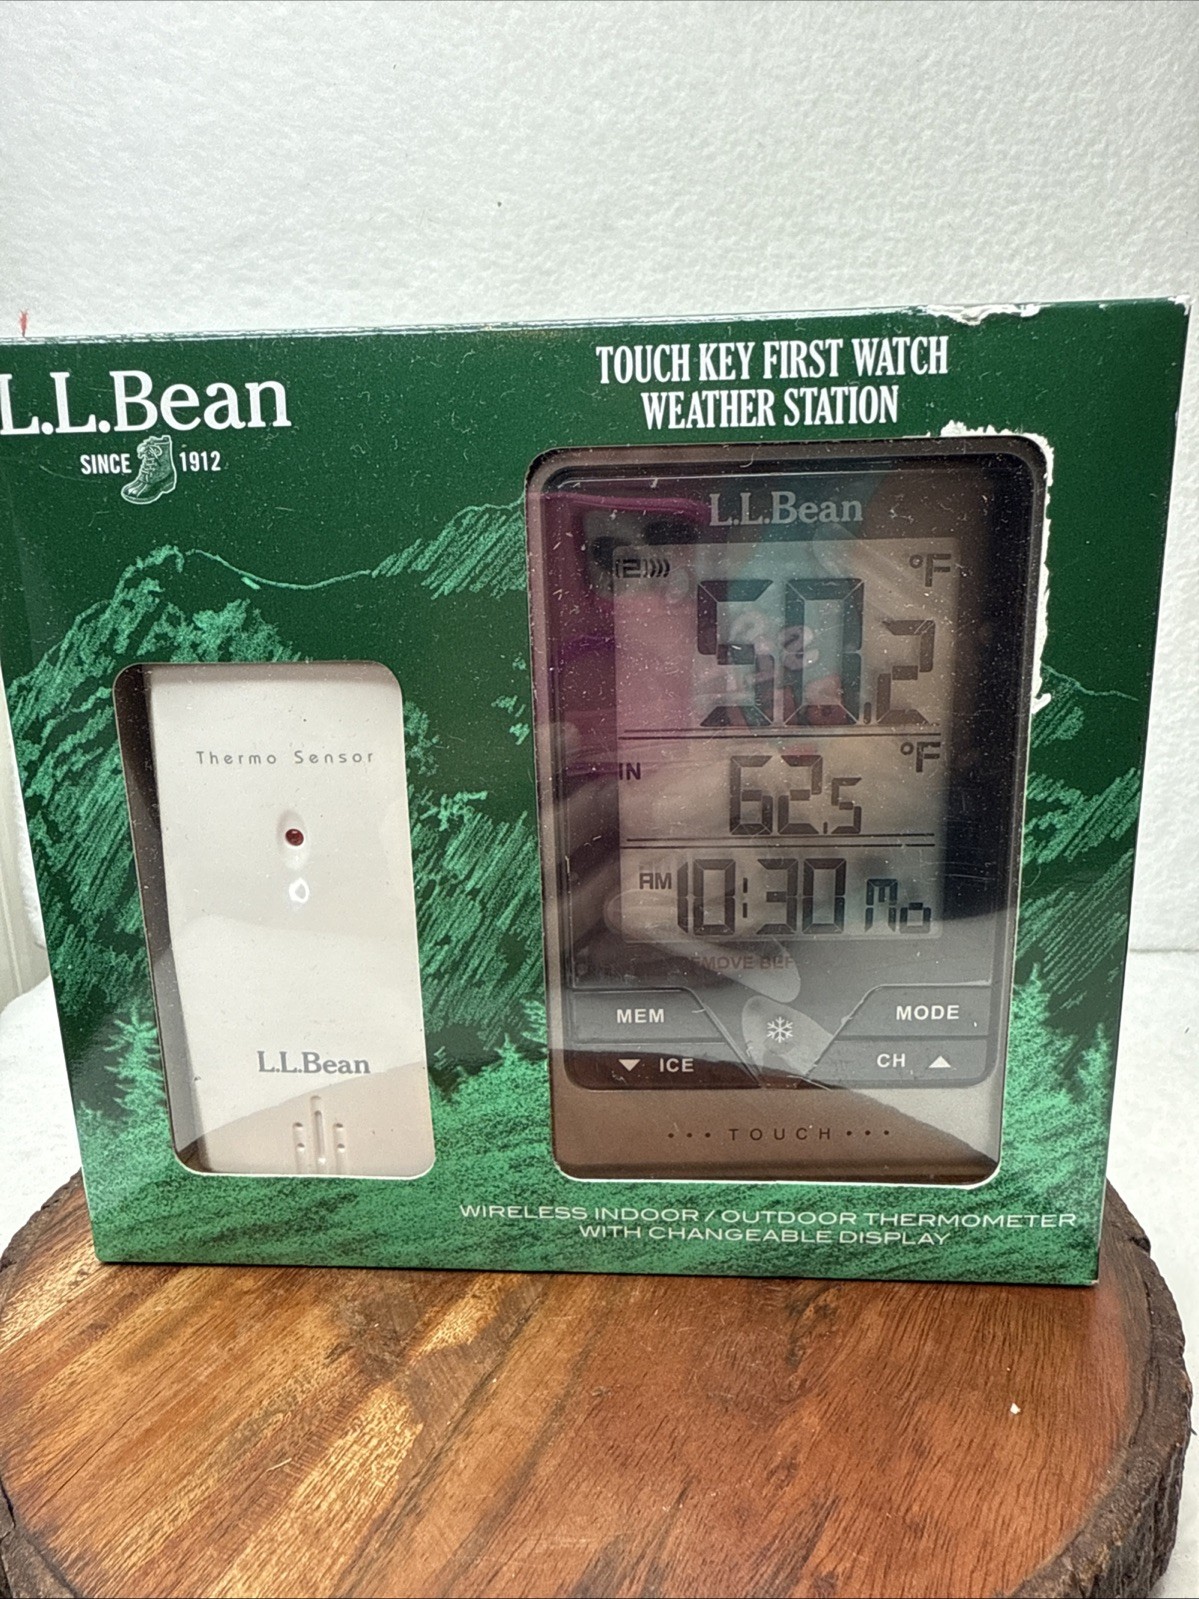 L.L.Bean
SINCE 1912
TOUCH KEY FIRST WATCH
WEATHER STATION
L.L.Bean
°F
50.2
IN 62.5 °F
AM 10:30 Mo
MEM MODE
ICE CH
TOUCH
Thermo Sensor
L.L.Bean
WIRELESS INDOOR / OUTDOOR THERMOMETER
WITH CHANGEABLE DISPLAY